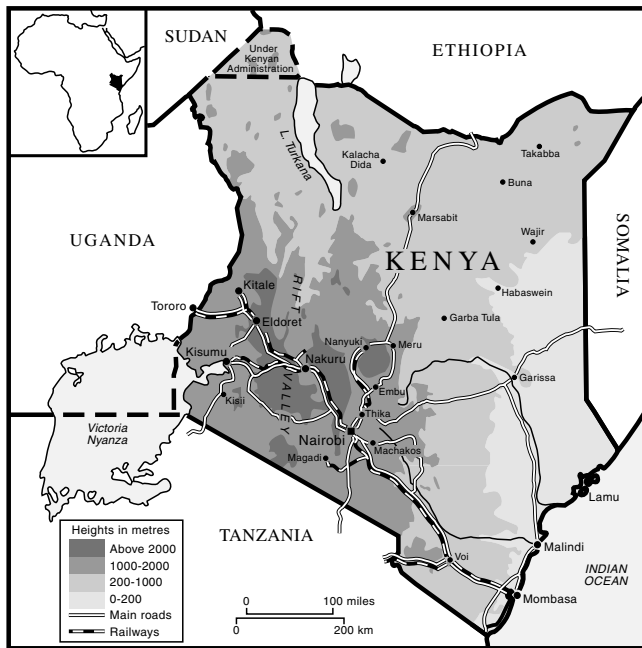 SUDAN
ETHIOPIA
Under
Kenyan
Administration
L. Turkana
Kalacha
Dida
Takabba
Buna
Marsabit
Wajir
SOMALIA
UGANDA
KENYA
RIFT
VALLEY
Kitale
Habaswein
Tororo
Eldoret
Garba Tula
Nanyuki
Meru
Kisumu
Nakuru
Garissa
Embu
Kisii
Thika
Victoria
Nyanza
Nairobi
Machakos
Magadi
Lamu
TANZANIA
Malindi
Voi
INDIAN
OCEAN
Mombasa
Heights in metres
Above 2000
1000-2000
200-1000
0-200
Main roads
Railways
0 100 miles
0 200 km